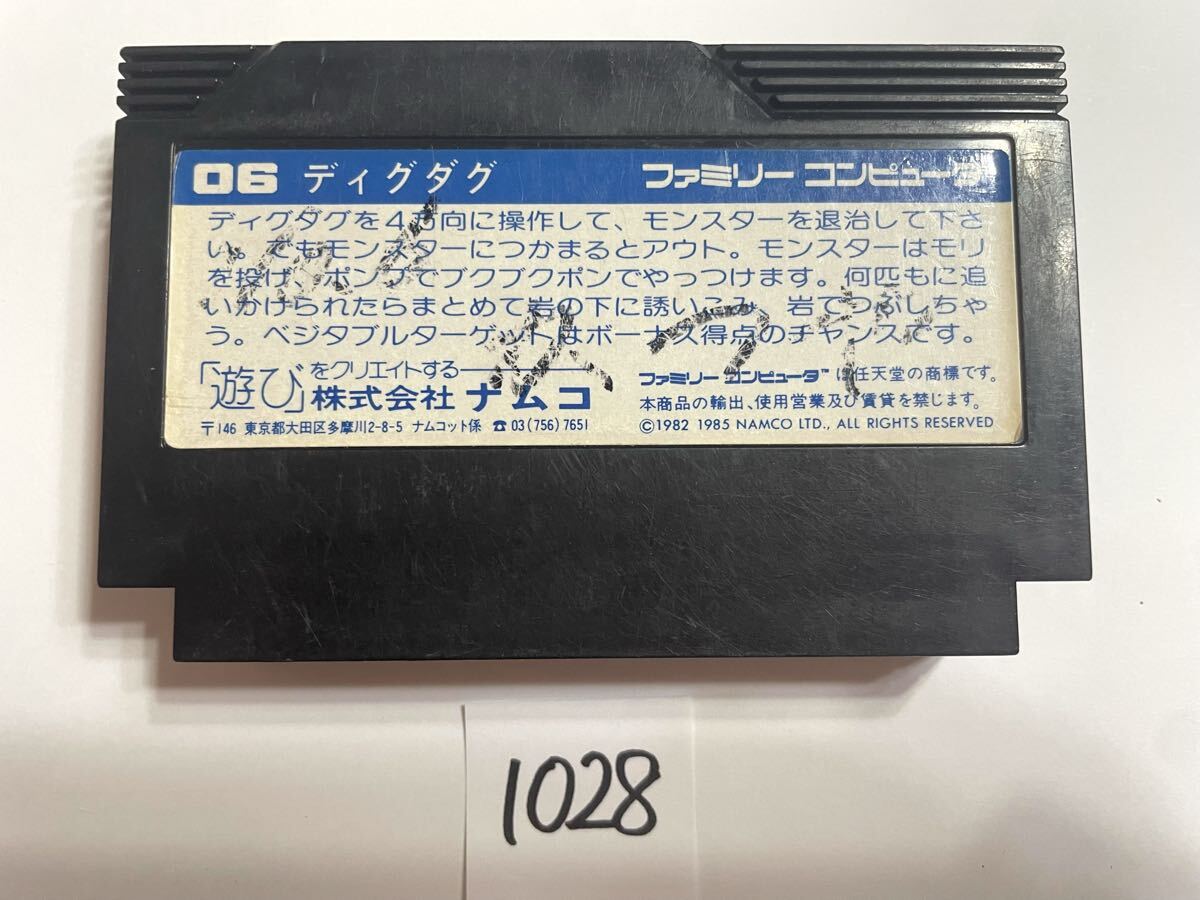 06 ディグダグ ファミリー コンピュータ
ディグダグを4方向に操作して、モンスターを退治して下さ
い。でもモンスターにつかまるとアウト。モンスターはモリ
を投げ、ポンプでブクブクポンでやっつけます。何匹もに追
いかけられたらまとめて岩の下に誘いこみ、岩でつぶしちゃ
う。ベジタブルターゲットはボーナス得点のチャンスです。
「遊び」をクリエイトする
株式会社 ナムコ
〒146 東京都大田区多摩川2-8-5 ナムコット係 ☎ 03(756)7651
ファミリー コンピュータ™ は任天堂の商標です。
本商品の輸出、使用営業及び賃貸を禁じます。
©1982 1985 NAMCO LTD., ALL RIGHTS RESERVED
1028